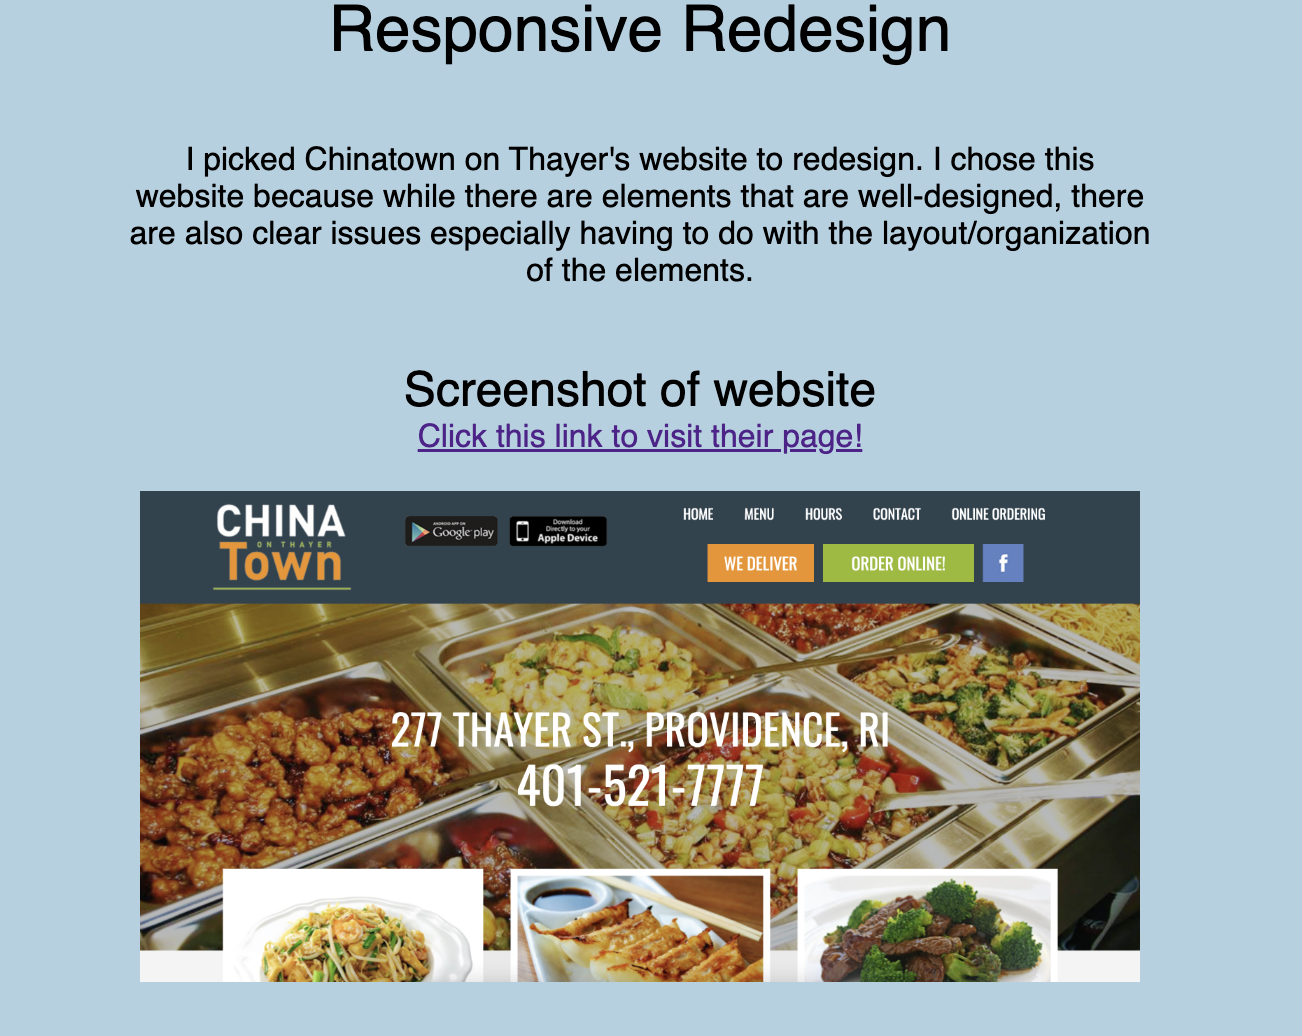 Responsive Redesign
I picked Chinatown on Thayer's website to redesign. I chose this
website because while there are elements that are well-designed, there
are also clear issues especially having to do with the layout/organization
of the elements.
Screenshot of website
Click this link to visit their page!
CHINA
ON THAYER
Town
ANDROID APP ON
Google play
Download
Directly to your
Apple Device
HOME MENU HOURS CONTACT ONLINE ORDERING
WE DELIVER ORDER ONLINE! f
277 THAYER ST., PROVIDENCE, RI
401-521-7777